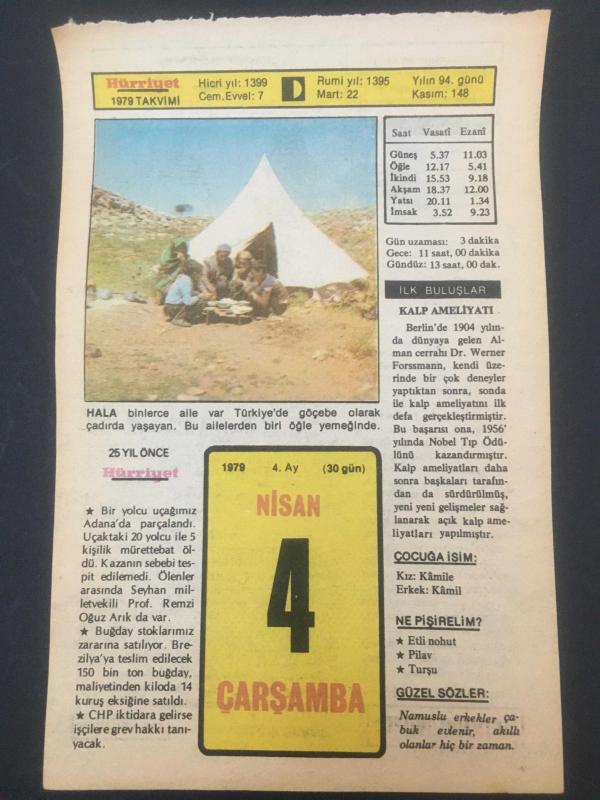 Hürriyet
1979 TAKVİMİ
Hicri yıl: 1399
Cem.Evvel: 7
Rumi yıl: 1395
Mart: 22
Yılın 94. günü
Kasım: 148
Saat Vasatî Ezanî
Güneş 5.37 11.03
Öğle 12.17 5.41
İkindi 15.53 9.18
Akşam 18.37 12.00
Yatsı 20.11 1.34
İmsak 3.52 9.23
Gün uzaması: 3 dakika
Gece: 11 saat, 00 dakika
Gündüz: 13 saat, 00 dak.
HALA binlerce aile var Türkiye'de göçebe olarak
çadırda yaşayan. Bu ailelerden biri öğle yemeğinde.
İLK BULUŞLAR
KALP AMELİYATI
Berlin'de 1904 yılın-
da dünyaya gelen Al-
man cerrahı Dr. Werner
Forssmann, kendi üze-
rinde bir çok deneyler
yaptıktan sonra, sonda
ile kalp ameliyatını ilk
defa gerçekleştirmiştir.
Bu başarısı ona, 1956'
yılında Nobel Tıp Ödü-
lünü kazandırmıştır.
Kalp ameliyatları daha
sonra başkaları tarafın-
dan da sürdürülmüş,
yeni yeni gelişmeler sağ-
lanarak açık kalp ame-
liyatları yapılmıştır.
ÇOCUĞA İSİM:
Kız: Kâmile
Erkek: Kâmil
NE PİŞİRELİM?
★ Etli nohut
★ Pilav
★ Turşu
GÜZEL SÖZLER:
Namuslu erkekler ça-
buk evlenir, akıllı
olanlar hiç bir zaman.
25 YIL ÖNCE
Hürriyet
★ Bir yolcu uçağımız
Adana'da parçalandı.
Uçaktaki 20 yolcu ile 5
kişilik mürettebat öl-
dü. Kazanın sebebi tes-
pit edilemedi. Ölenler
arasında Seyhan mil-
letvekili Prof. Remzi
Oğuz Arık da var.
★ Buğday stoklarımız
zararına satılıyor. Bre-
zilya'ya teslim edilecek
150 bin ton buğday,
maliyetinden kiloda 14
kuruş eksiğine satıldı.
★ CHP iktidara gelirse
işçilere grev hakkı tanı-
yacak.
1979 4. Ay (30 gün)
NİSAN
4
ÇARŞAMBA